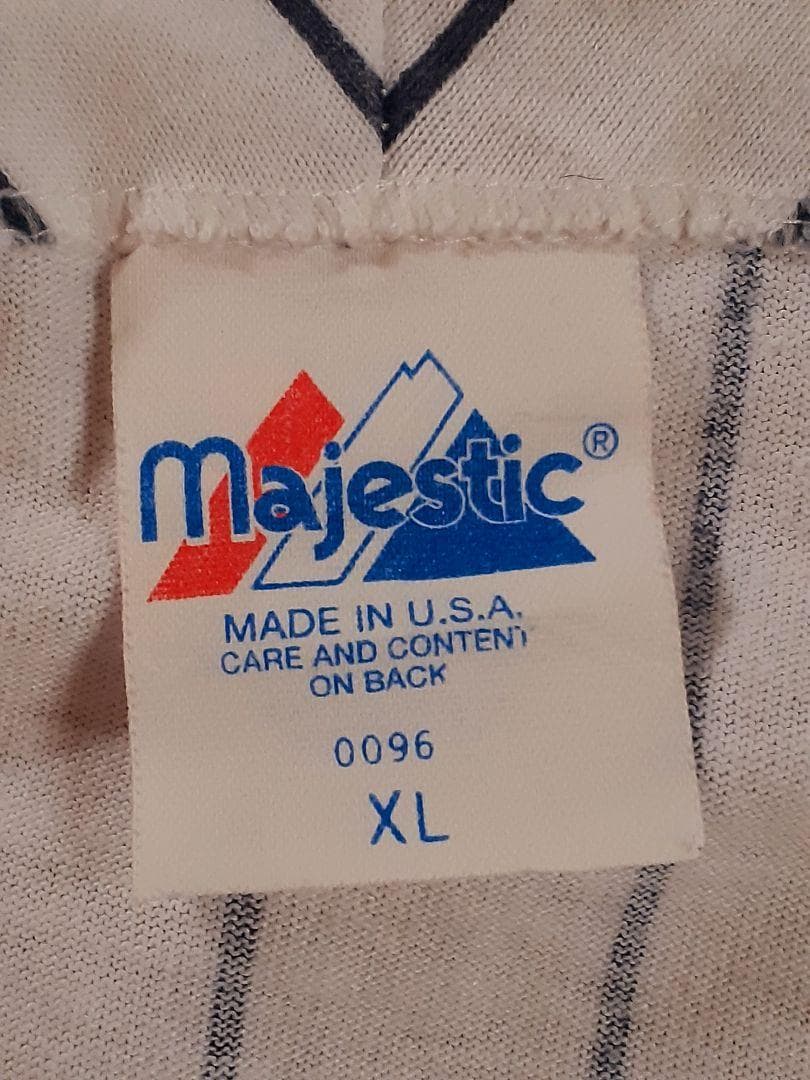 Majestic®
MADE IN U.S.A.
CARE AND CONTENT
ON BACK
0096
XL